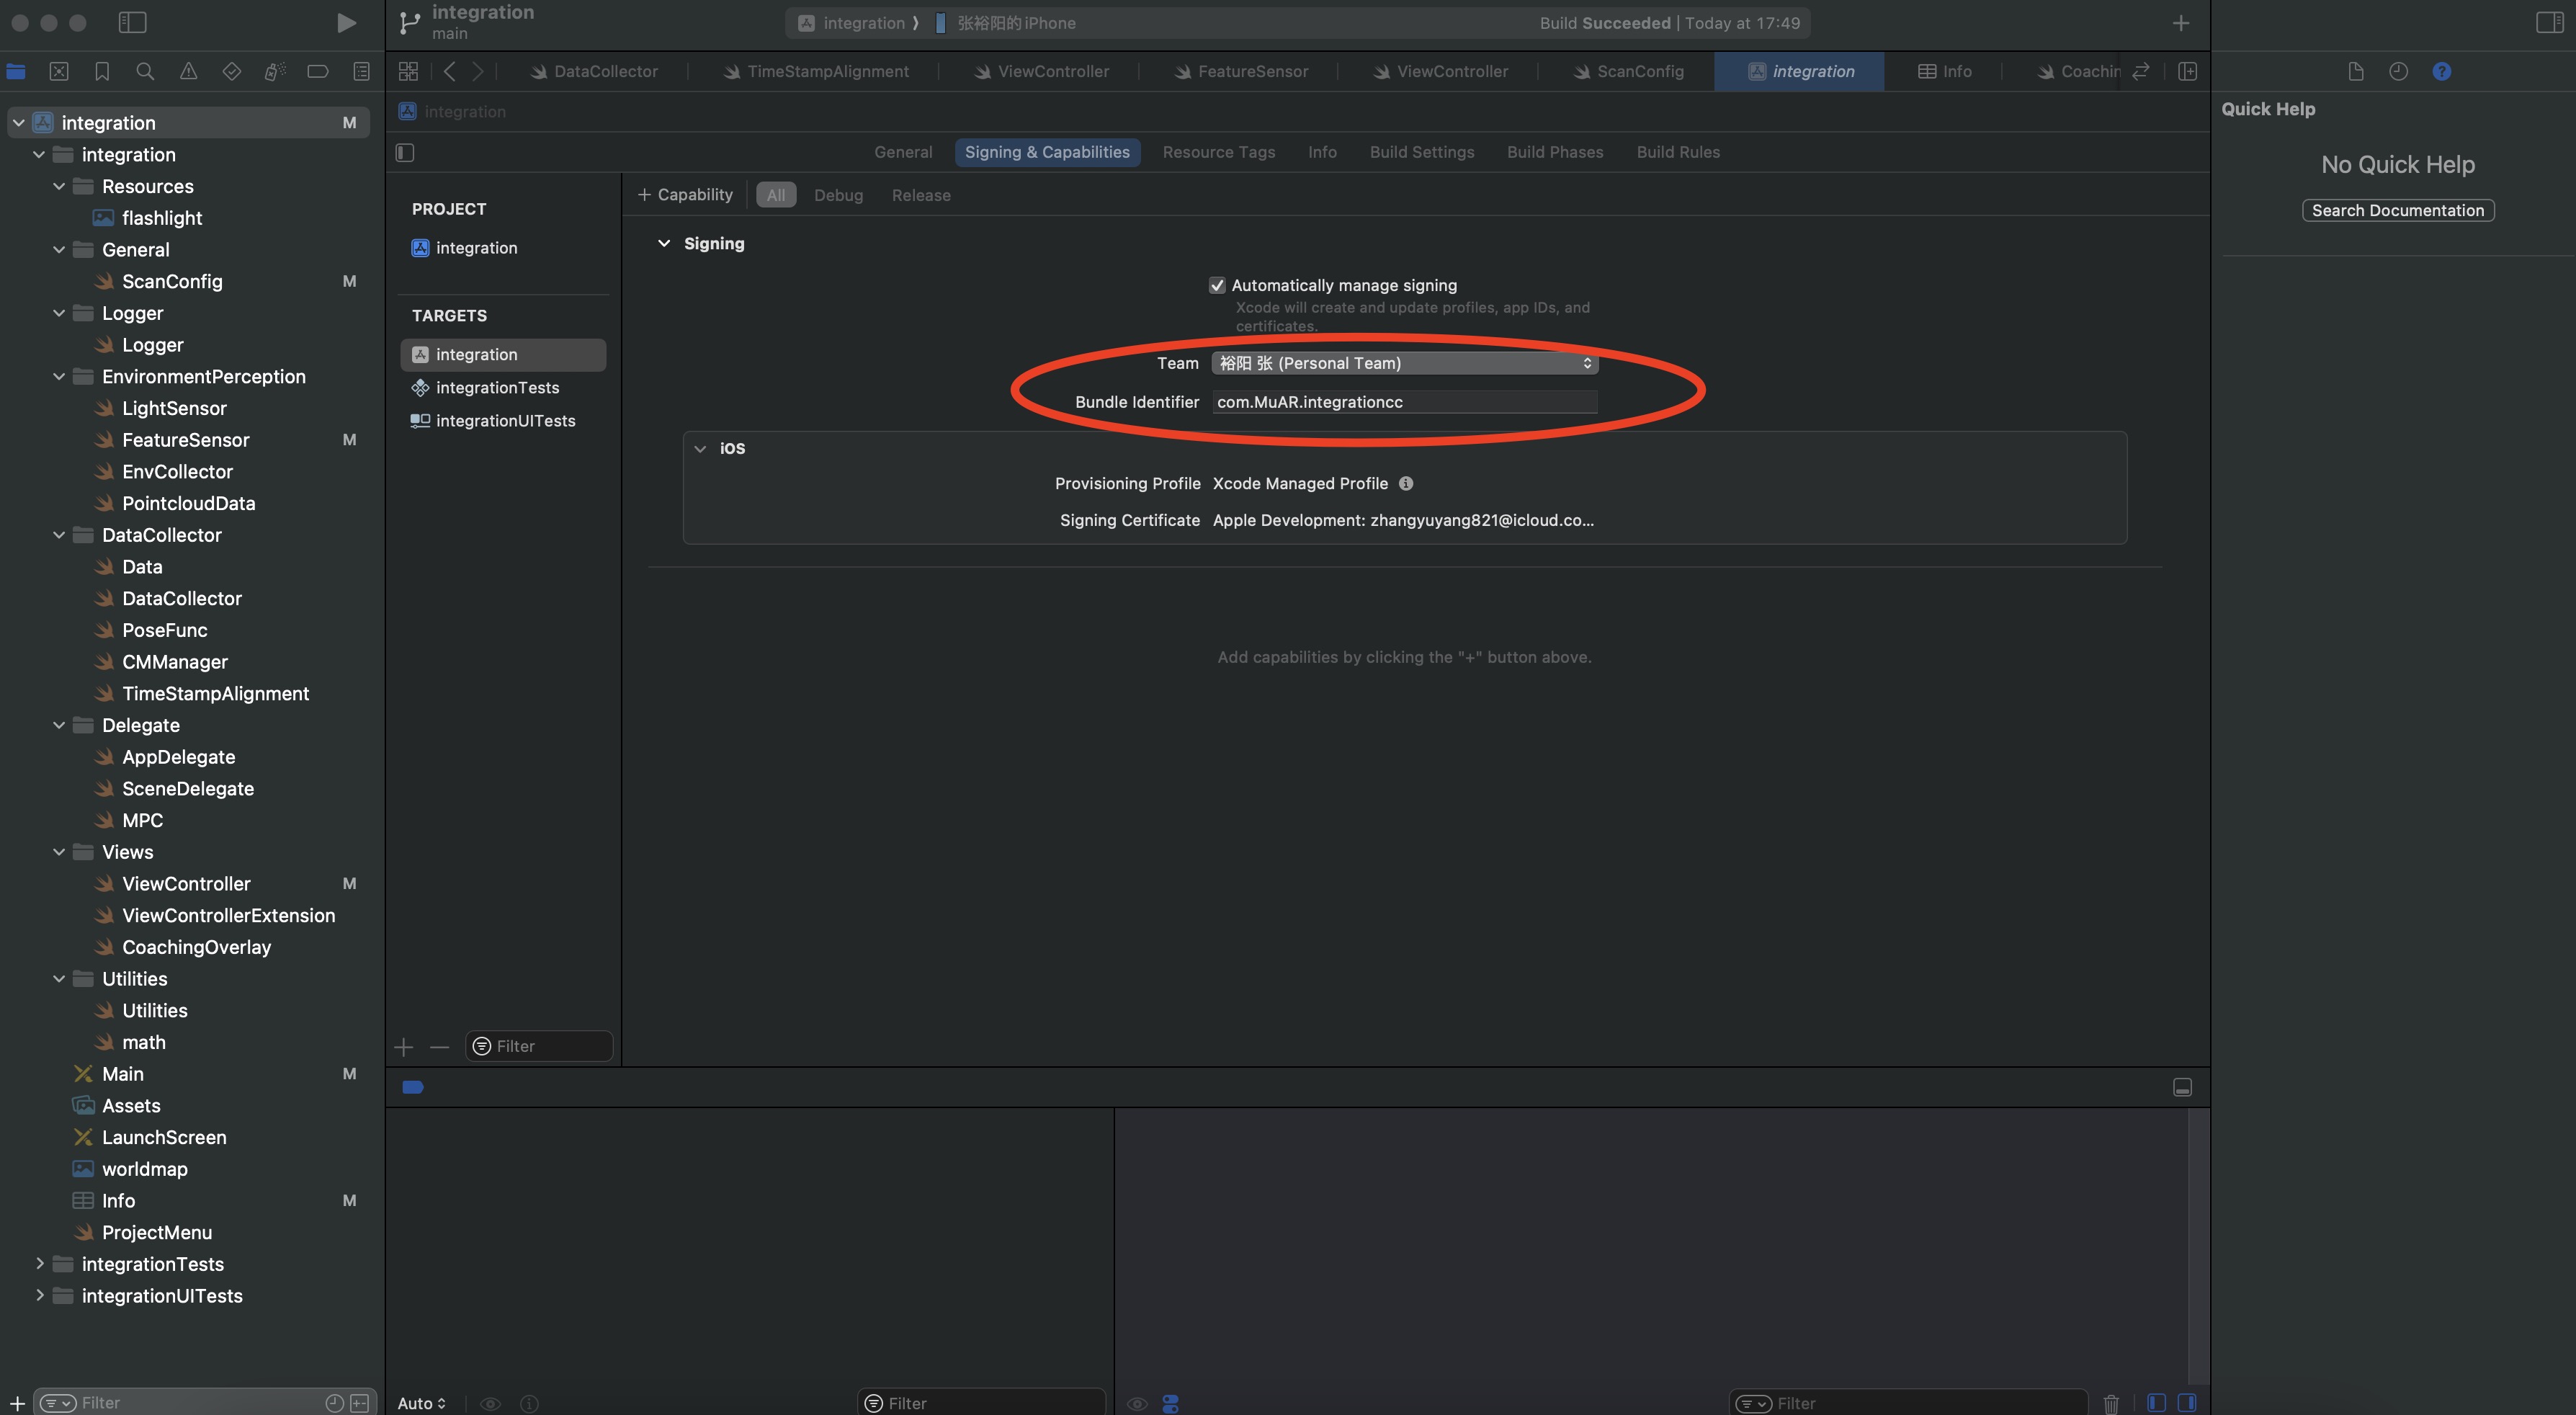 integration
main
integration 张裕阳的iPhone
Build Succeeded | Today at 17:49
DataCollector
TimeStampAlignment
ViewController
FeatureSensor
ViewController
ScanConfig
integration
Info
Coachin
integration
General
Signing & Capabilities
Resource Tags
Info
Build Settings
Build Phases
Build Rules
integration M
integration
Resources
flashlight
General
ScanConfig M
Logger
Logger
EnvironmentPerception
LightSensor
FeatureSensor M
EnvCollector
PointcloudData
DataCollector
Data
DataCollector
PoseFunc
CMManager
TimeStampAlignment
Delegate
AppDelegate
SceneDelegate
MPC
Views
ViewController M
ViewControllerExtension
CoachingOverlay
Utilities
Utilities
math
Main M
Assets
LaunchScreen
worldmap
Info M
ProjectMenu
integrationTests
integrationUITests
Filter
PROJECT
integration
TARGETS
integration
integrationTests
integrationUITests
Filter
+ Capability
All
Debug
Release
Signing
Automatically manage signing
Xcode will create and update profiles, app IDs, and
certificates.
Team 裕阳 张 (Personal Team)
Bundle Identifier com.MuAR.integrationcc
iOS
Provisioning Profile Xcode Managed Profile
Signing Certificate Apple Development: zhangyuyang821@icloud.co...
Add capabilities by clicking the "+" button above.
Auto
Filter
Filter
Quick Help
No Quick Help
Search Documentation